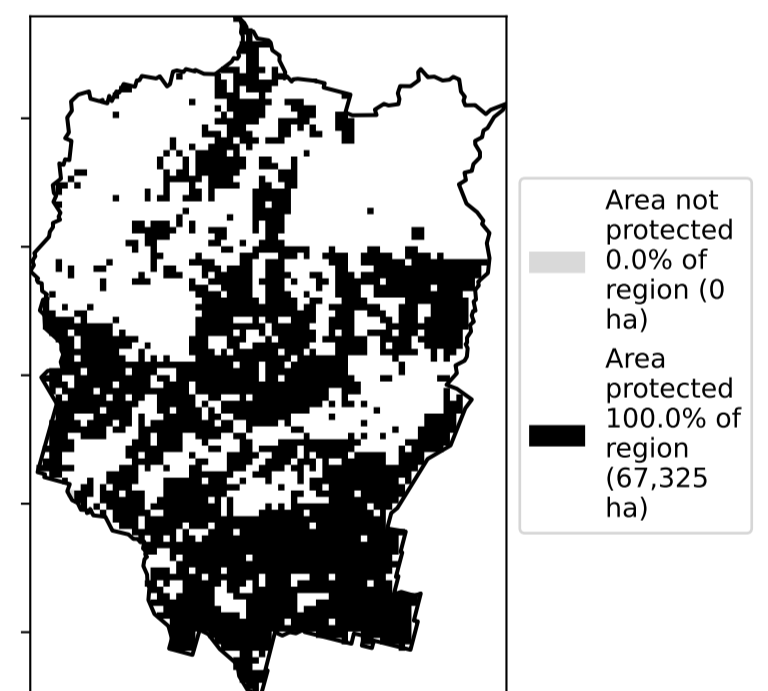 Area not
protected
0.0% of
region (0
ha)
Area
protected
100.0% of
region
(67,325
ha)